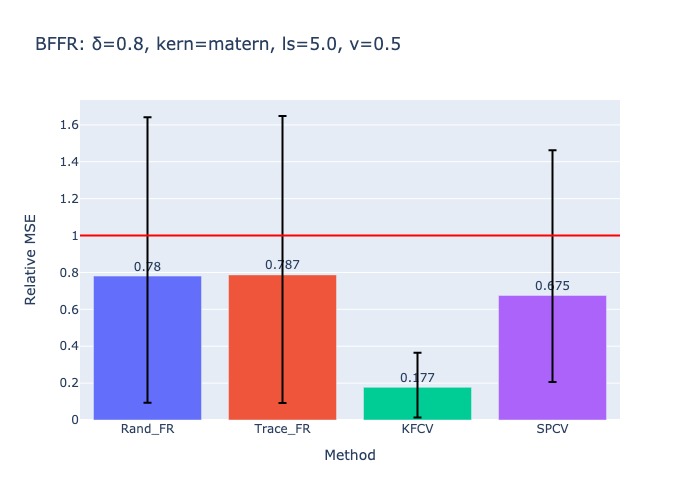 BFFR: δ=0.8, kern=matern, ls=5.0, v=0.5
Relative MSE
1.6
1.4
1.2
1
0.8
0.6
0.4
0.2
0
0.78
0.787
0.177
0.675
Rand_FR
Trace_FR
KFCV
SPCV
Method